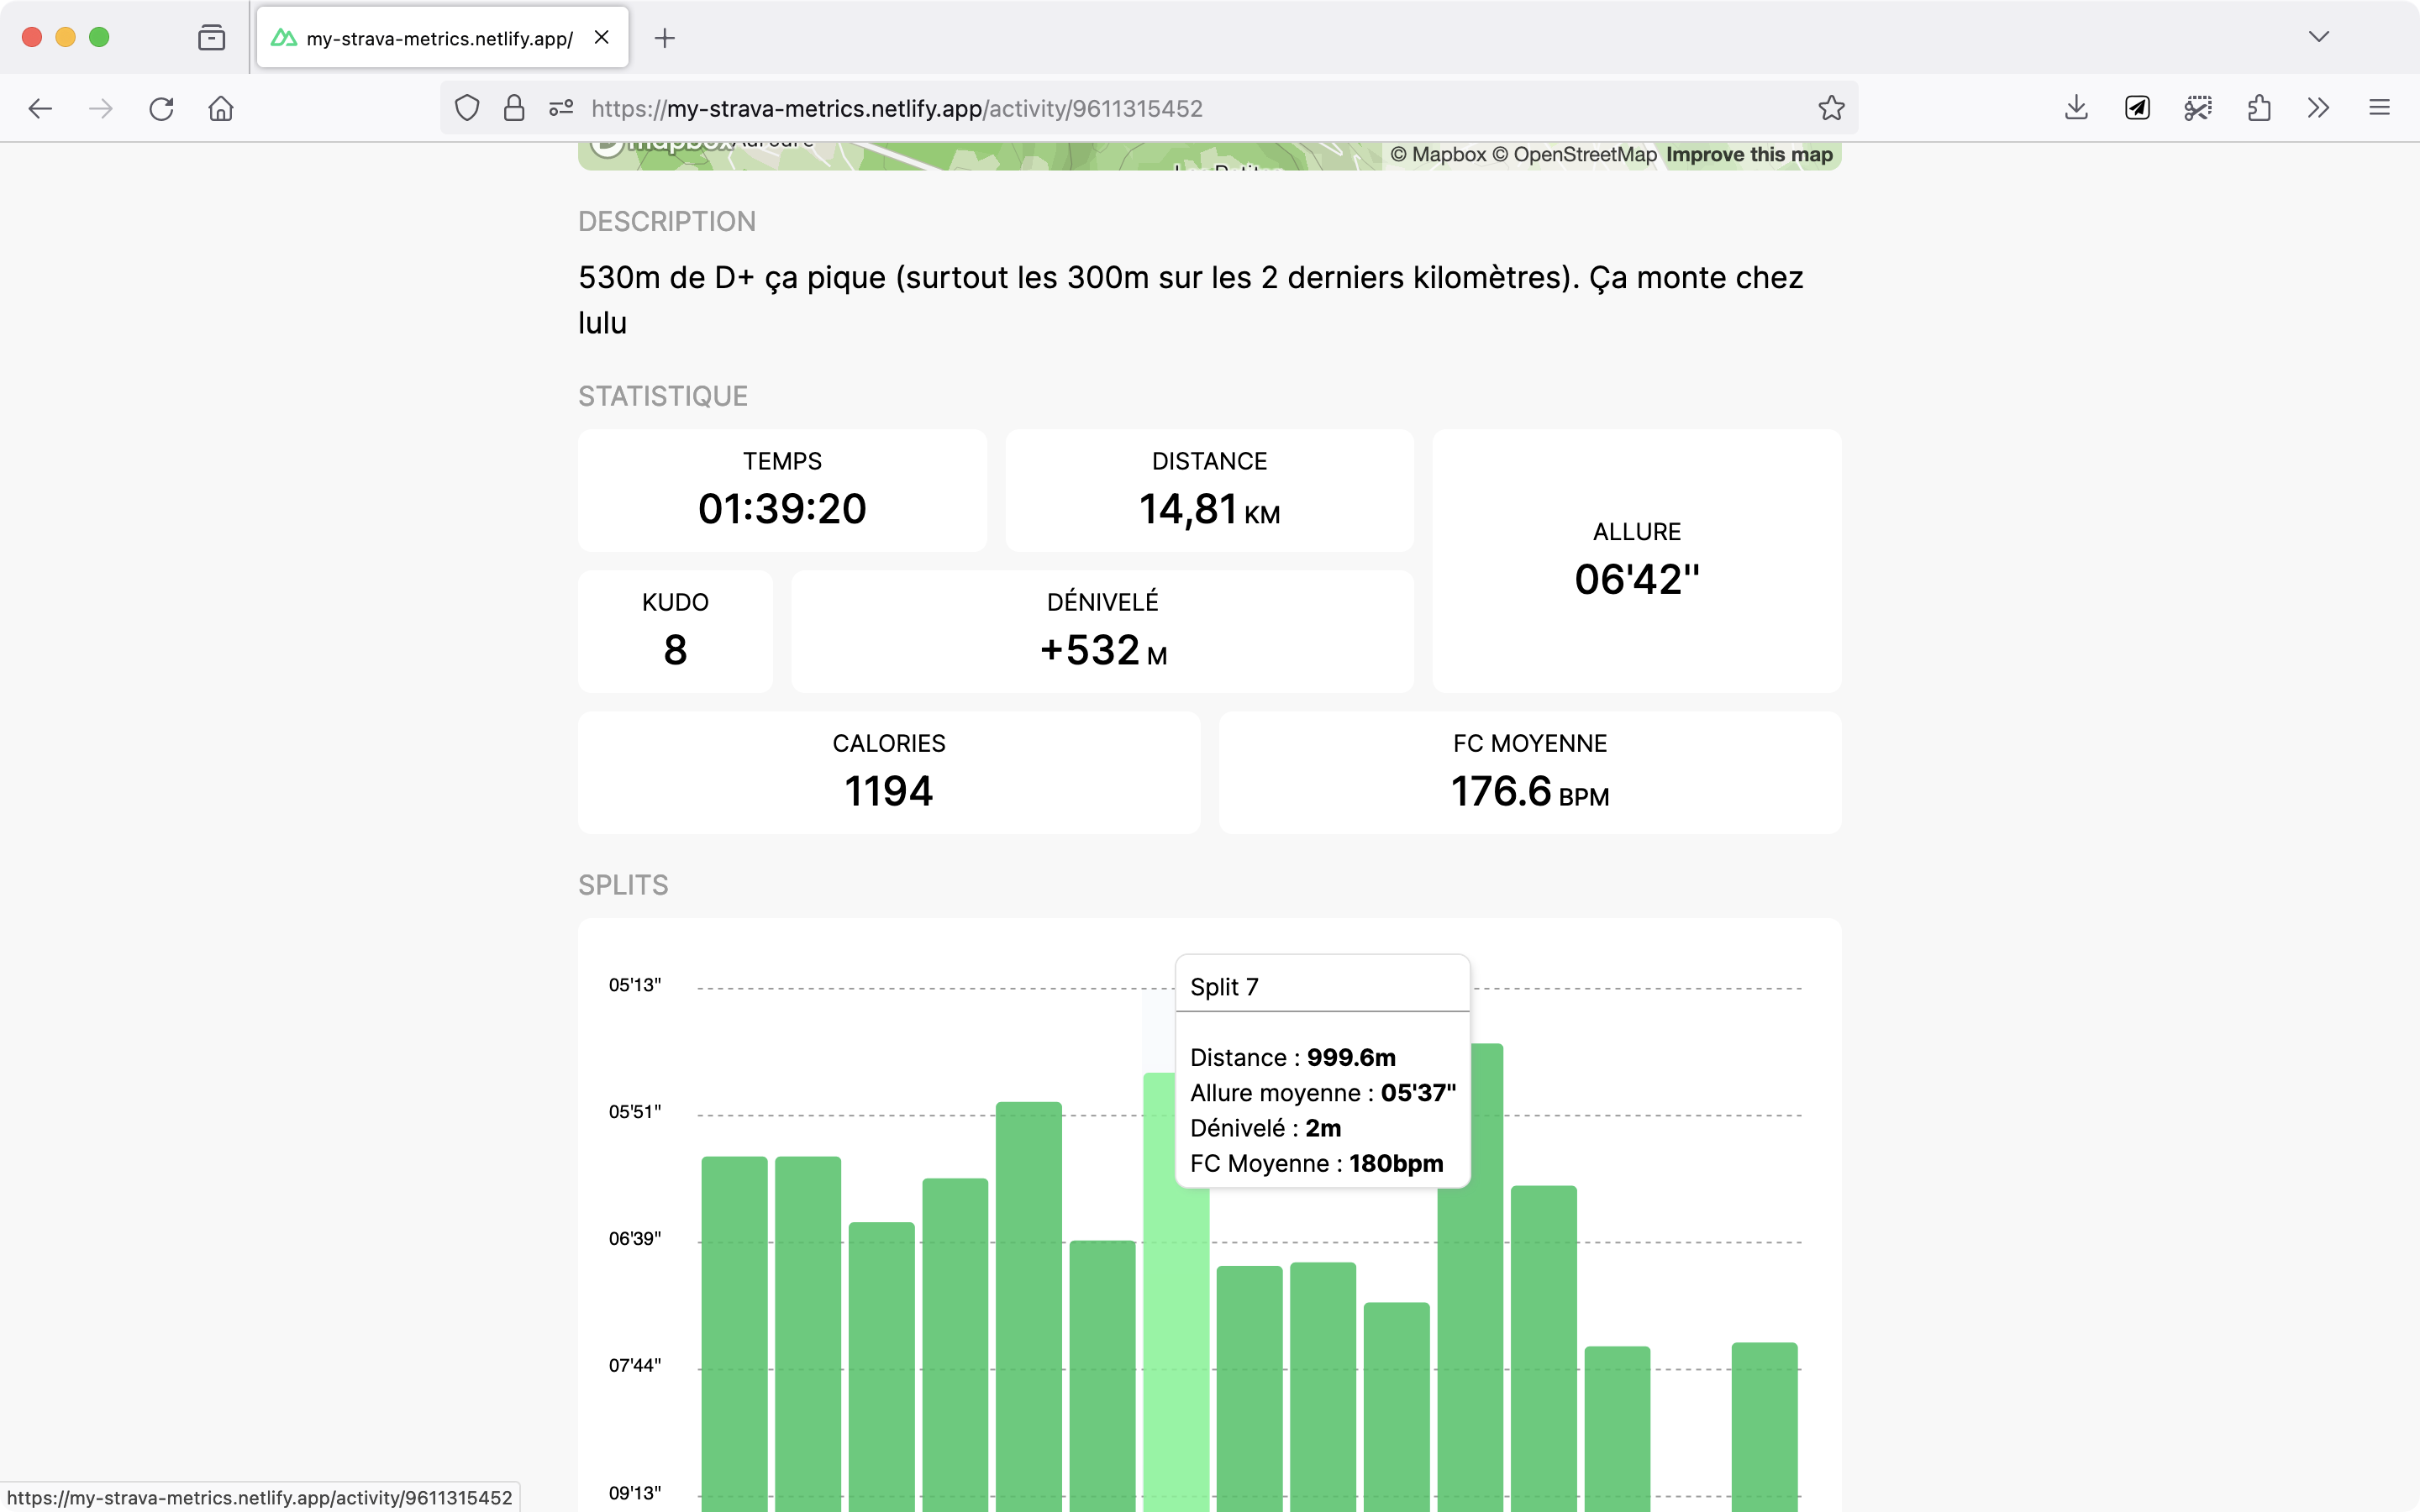 my-strava-metrics.netlify.app/
https://my-strava-metrics.netlify.app/activity/9611315452
mapbox
© Mapbox © OpenStreetMap Improve this map
DESCRIPTION
530m de D+ ça pique (surtout les 300m sur les 2 derniers kilomètres). Ça monte chez
lulu
STATISTIQUE
TEMPS
01:39:20
DISTANCE
14,81 KM
ALLURE
06'42''
KUDO
8
DÉNIVELÉ
+532 M
CALORIES
1194
FC MOYENNE
176.6 BPM
SPLITS
05'13"
05'51"
06'39"
07'44"
09'13"
Split 7
Distance : 999.6m
Allure moyenne : 05'37"
Dénivelé : 2m
FC Moyenne : 180bpm
https://my-strava-metrics.netlify.app/activity/9611315452